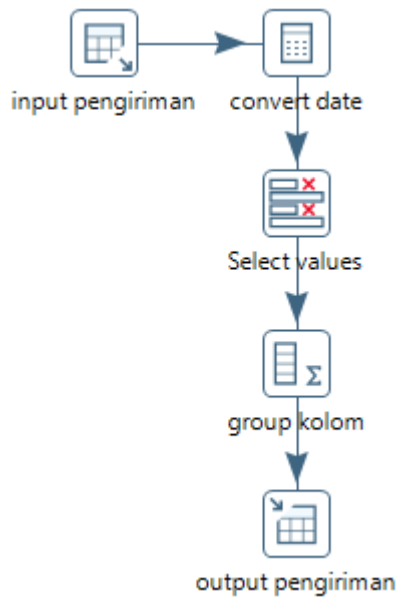 input pengiriman
convert date
Select values
group kolom
output pengiriman